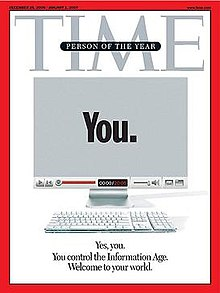 TIME
PERSON OF THE YEAR
You.
Yes, you.
You control the Information Age.
Welcome to your world.